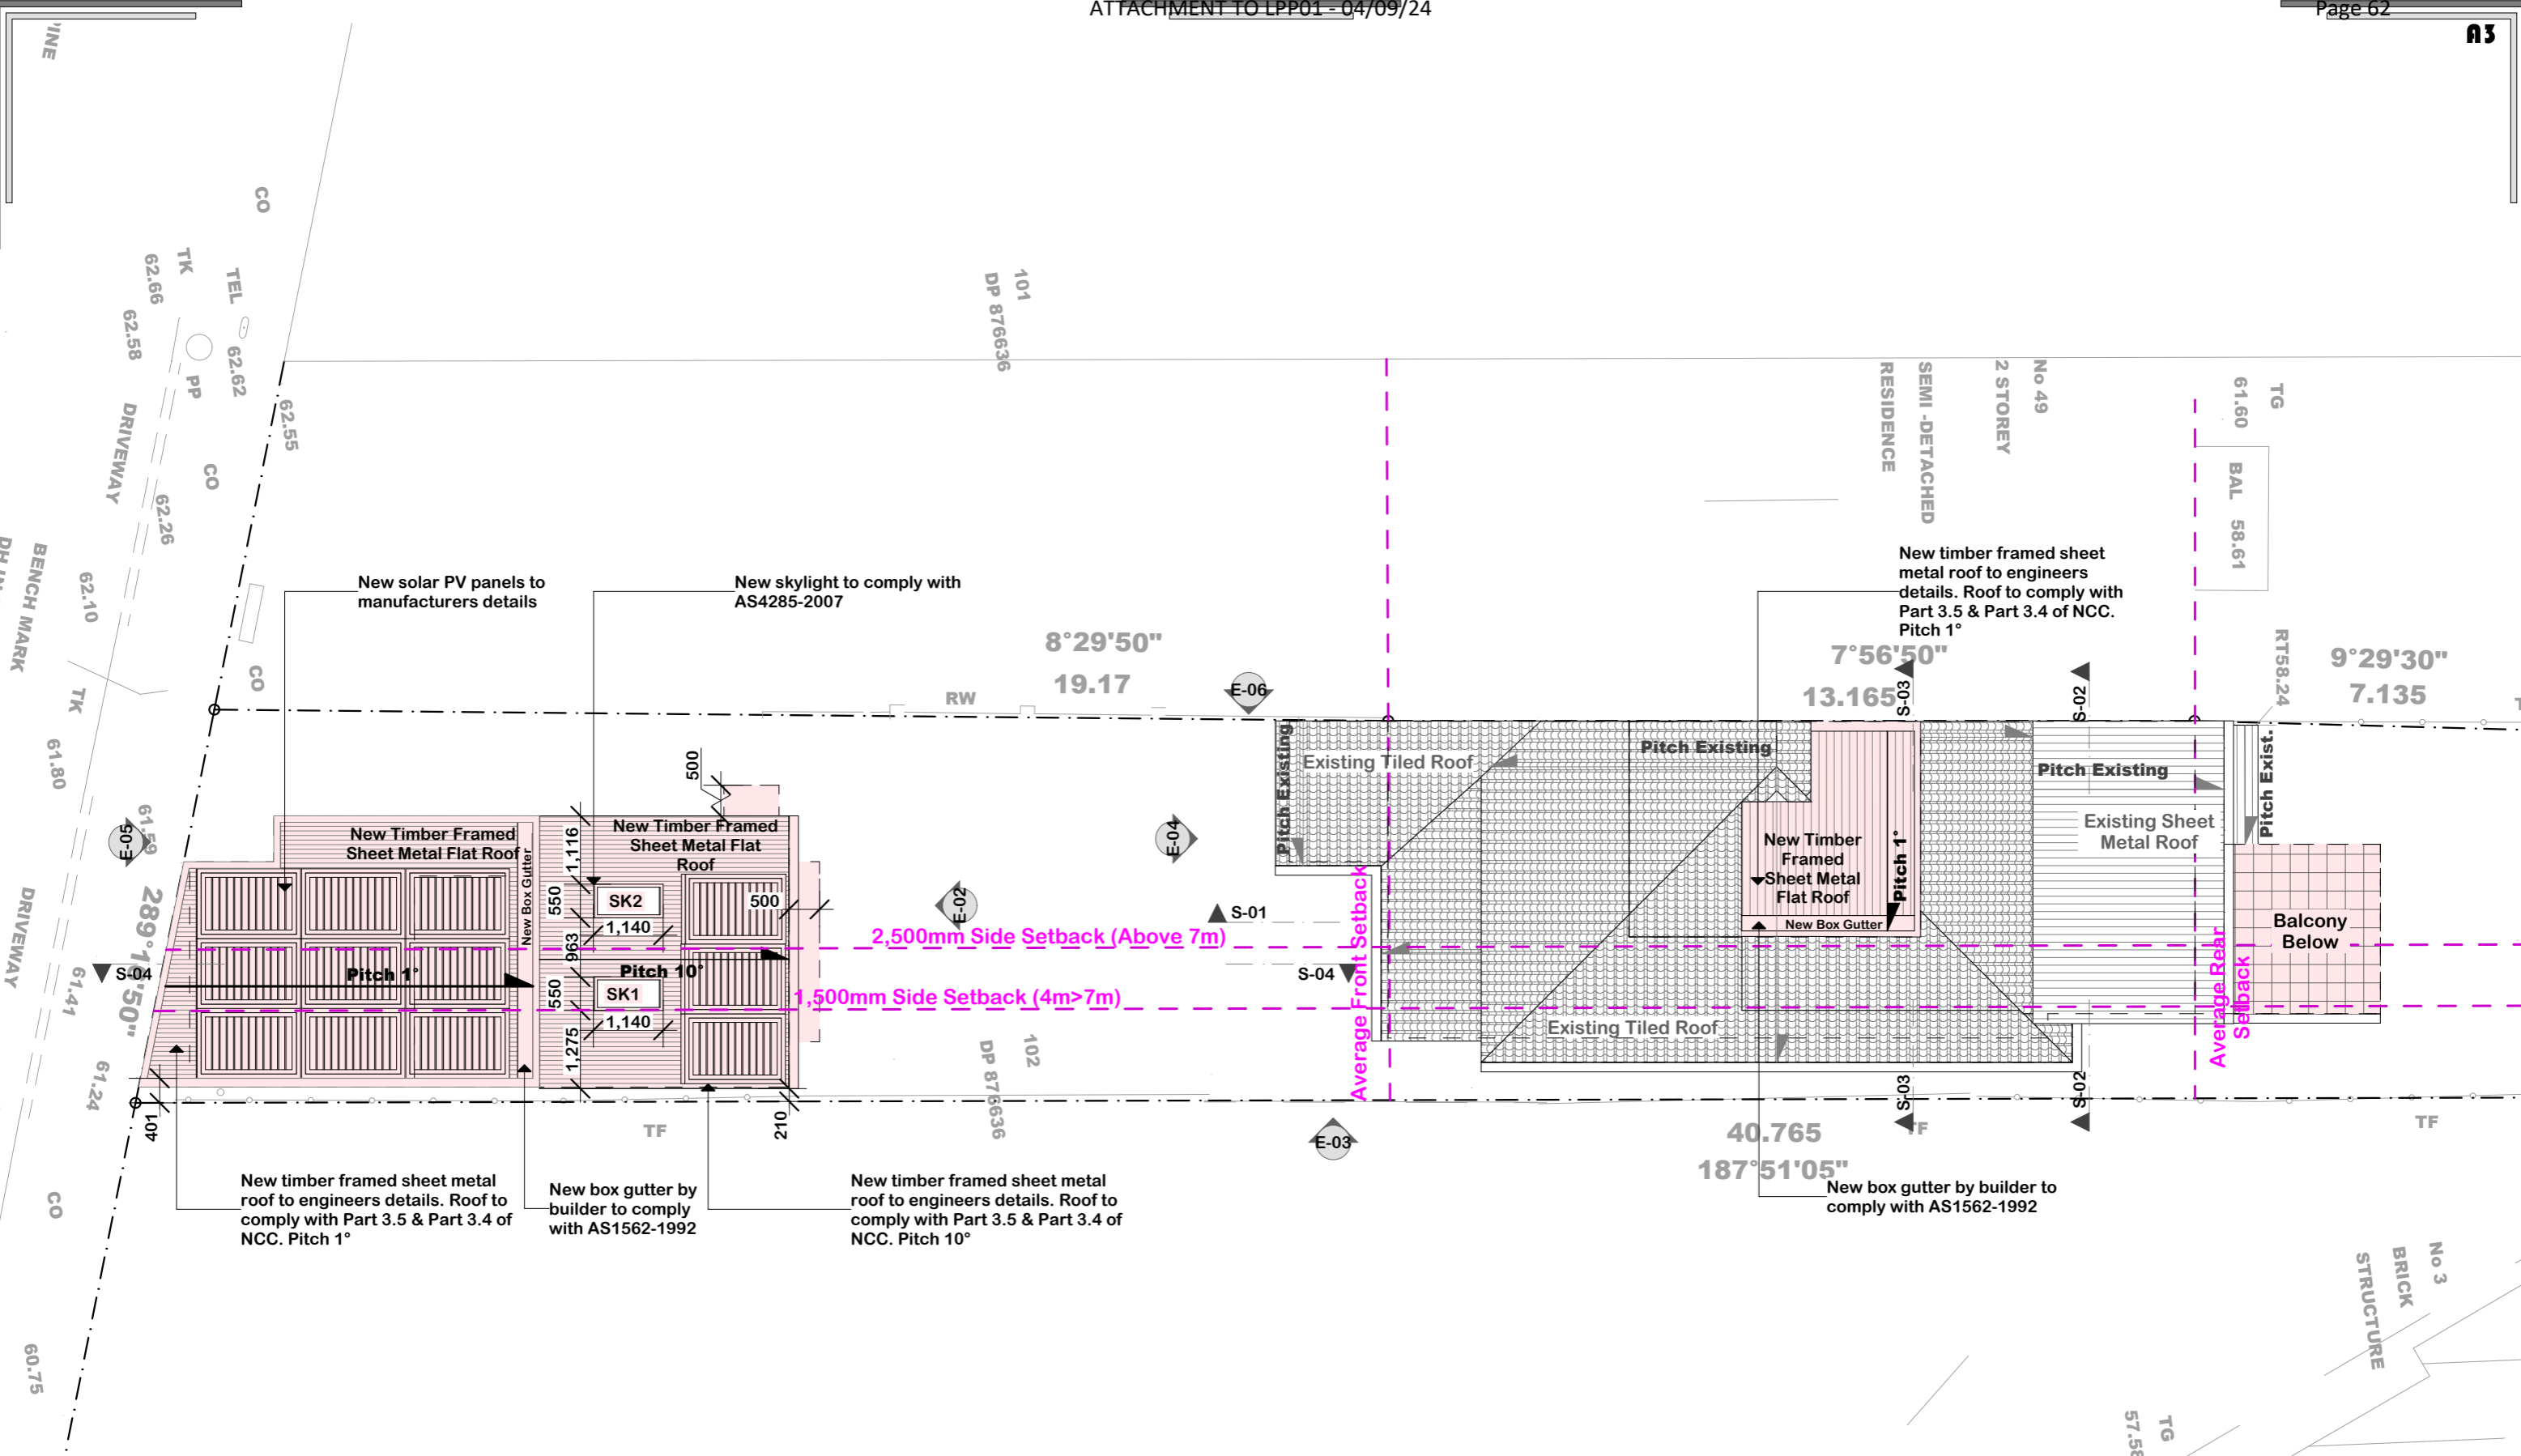 ATTACHMENT TO LPP01 - 04/09/24
Page 62
A3
CO
TK
62.66
TEL
62.58
PP
62.62
62.55
DRIVEWAY
CO
62.26
BENCH MARK
62.10
CO
TK
61.80
61.59
DRIVEWAY
289°1
'50"
61.41
61.24
CO
60.75
101
DP 876636
No 49
2 STOREY
SEMI -DETACHED
RESIDENCE
TG
61.60
BAL 58.61
RT58.24
New solar PV panels to
manufacturers details
New skylight to comply with
AS4285-2007
New timber framed sheet
metal roof to engineers
details. Roof to comply with
Part 3.5 & Part 3.4 of NCC.
Pitch 1°
8°29'50"
19.17
RW
7°56'50"
13.165
9°29'30"
7.135
E-06
S-03
S-02
E-05
E-04
E-02
S-01
S-04
S-04
E-03
S-03
S-02
500
New Timber Framed
Sheet Metal Flat Roof
New Box Gutter
New Timber Framed
Sheet Metal Flat
Roof
1,116
550
963
550
1,275
SK2
1,140
500
SK1
1,140
Pitch 1°
Pitch 10°
401
210
2,500mm Side Setback (Above 7m)
1,500mm Side Setback (4m>7m)
Pitch Existing
Existing Tiled Roof
Average Front Setback
Pitch Existing
New Timber
Framed
Sheet Metal
Flat Roof
Pitch 1°
New Box Gutter
Existing Tiled Roof
Pitch Existing
Existing Sheet
Metal Roof
Pitch Exist.
Balcony
Below
Average Rear
Setback
TF
102
DP 876636
40.765
187°51'05"
TF
TF
New timber framed sheet metal
roof to engineers details. Roof to
comply with Part 3.5 & Part 3.4 of
NCC. Pitch 1°
New box gutter by
builder to comply
with AS1562-1992
New timber framed sheet metal
roof to engineers details. Roof to
comply with Part 3.5 & Part 3.4 of
NCC. Pitch 10°
New box gutter by builder to
comply with AS1562-1992
No 3
BRICK
STRUCTURE
TG